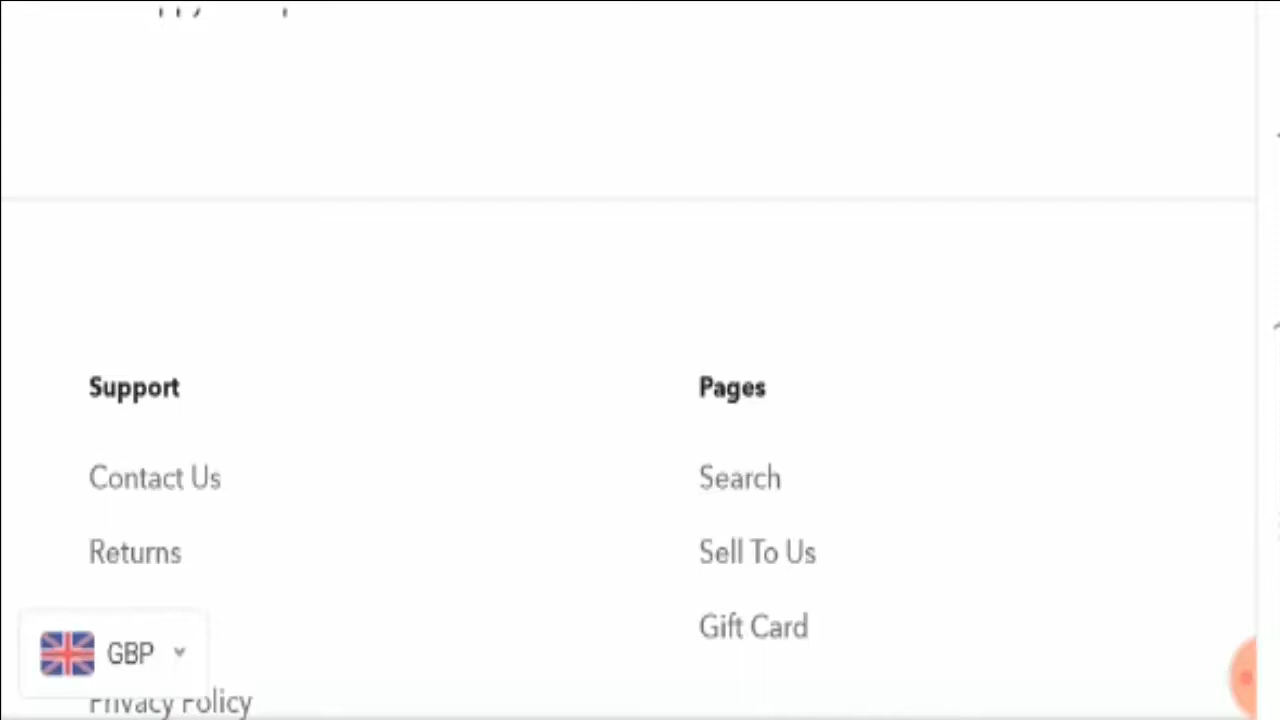 Support
Contact Us
Returns
GBP
Privacy Policy
Pages
Search
Sell To Us
Gift Card